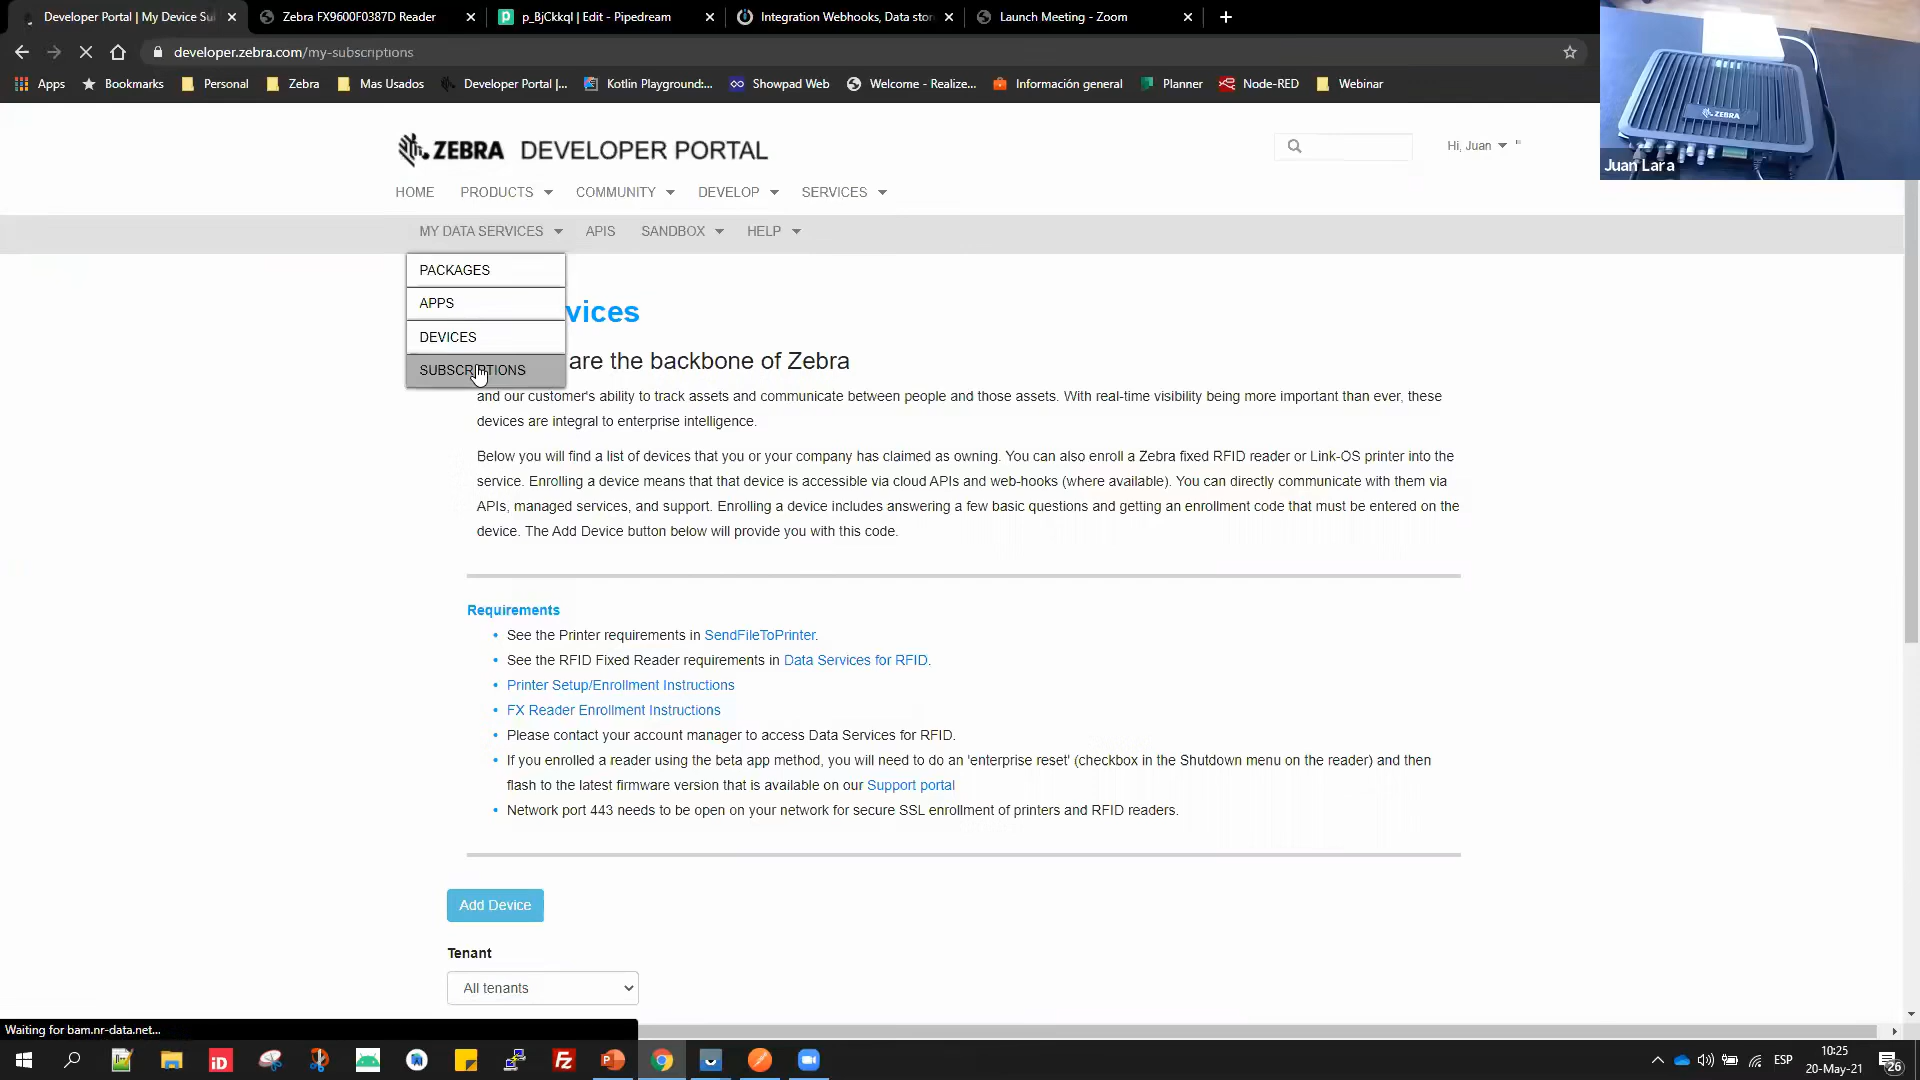 Developer Portal | My Device Su
Zebra FX9600F0387D Reader
p_BjCkkql | Edit - Pipedream
Integration Webhooks, Data stor
Launch Meeting - Zoom
developer.zebra.com/my-subscriptions
Apps
Bookmarks
Personal
Zebra
Mas Usados
Developer Portal |...
Kotlin Playground:...
Showpad Web
Welcome - Realize...
Información general
Planner
Node-RED
Webinar
ZEBRA
Juan Lara
ZEBRA DEVELOPER PORTAL
Hi, Juan
HOME
PRODUCTS
COMMUNITY
DEVELOP
SERVICES
MY DATA SERVICES
APIS
SANDBOX
HELP
PACKAGES
APPS
DEVICES
SUBSCRIPTIONS
vices
are the backbone of Zebra
and our customer's ability to track assets and communicate between people and those assets. With real-time visibility being more important than ever, these
devices are integral to enterprise intelligence.
Below you will find a list of devices that you or your company has claimed as owning. You can also enroll a Zebra fixed RFID reader or Link-OS printer into the
service. Enrolling a device means that that device is accessible via cloud APIs and web-hooks (where available). You can directly communicate with them via
APIs, managed services, and support. Enrolling a device includes answering a few basic questions and getting an enrollment code that must be entered on the
device. The Add Device button below will provide you with this code.
Requirements
• See the Printer requirements in SendFileToPrinter.
• See the RFID Fixed Reader requirements in Data Services for RFID.
• Printer Setup/Enrollment Instructions
• FX Reader Enrollment Instructions
• Please contact your account manager to access Data Services for RFID.
• If you enrolled a reader using the beta app method, you will need to do an 'enterprise reset' (checkbox in the Shutdown menu on the reader) and then
flash to the latest firmware version that is available on our Support portal
• Network port 443 needs to be open on your network for secure SSL enrollment of printers and RFID readers.
Add Device
Tenant
All tenants
Waiting for bam.nr-data.net...
iD
Fz
ESP
10:25
20-May-21
26